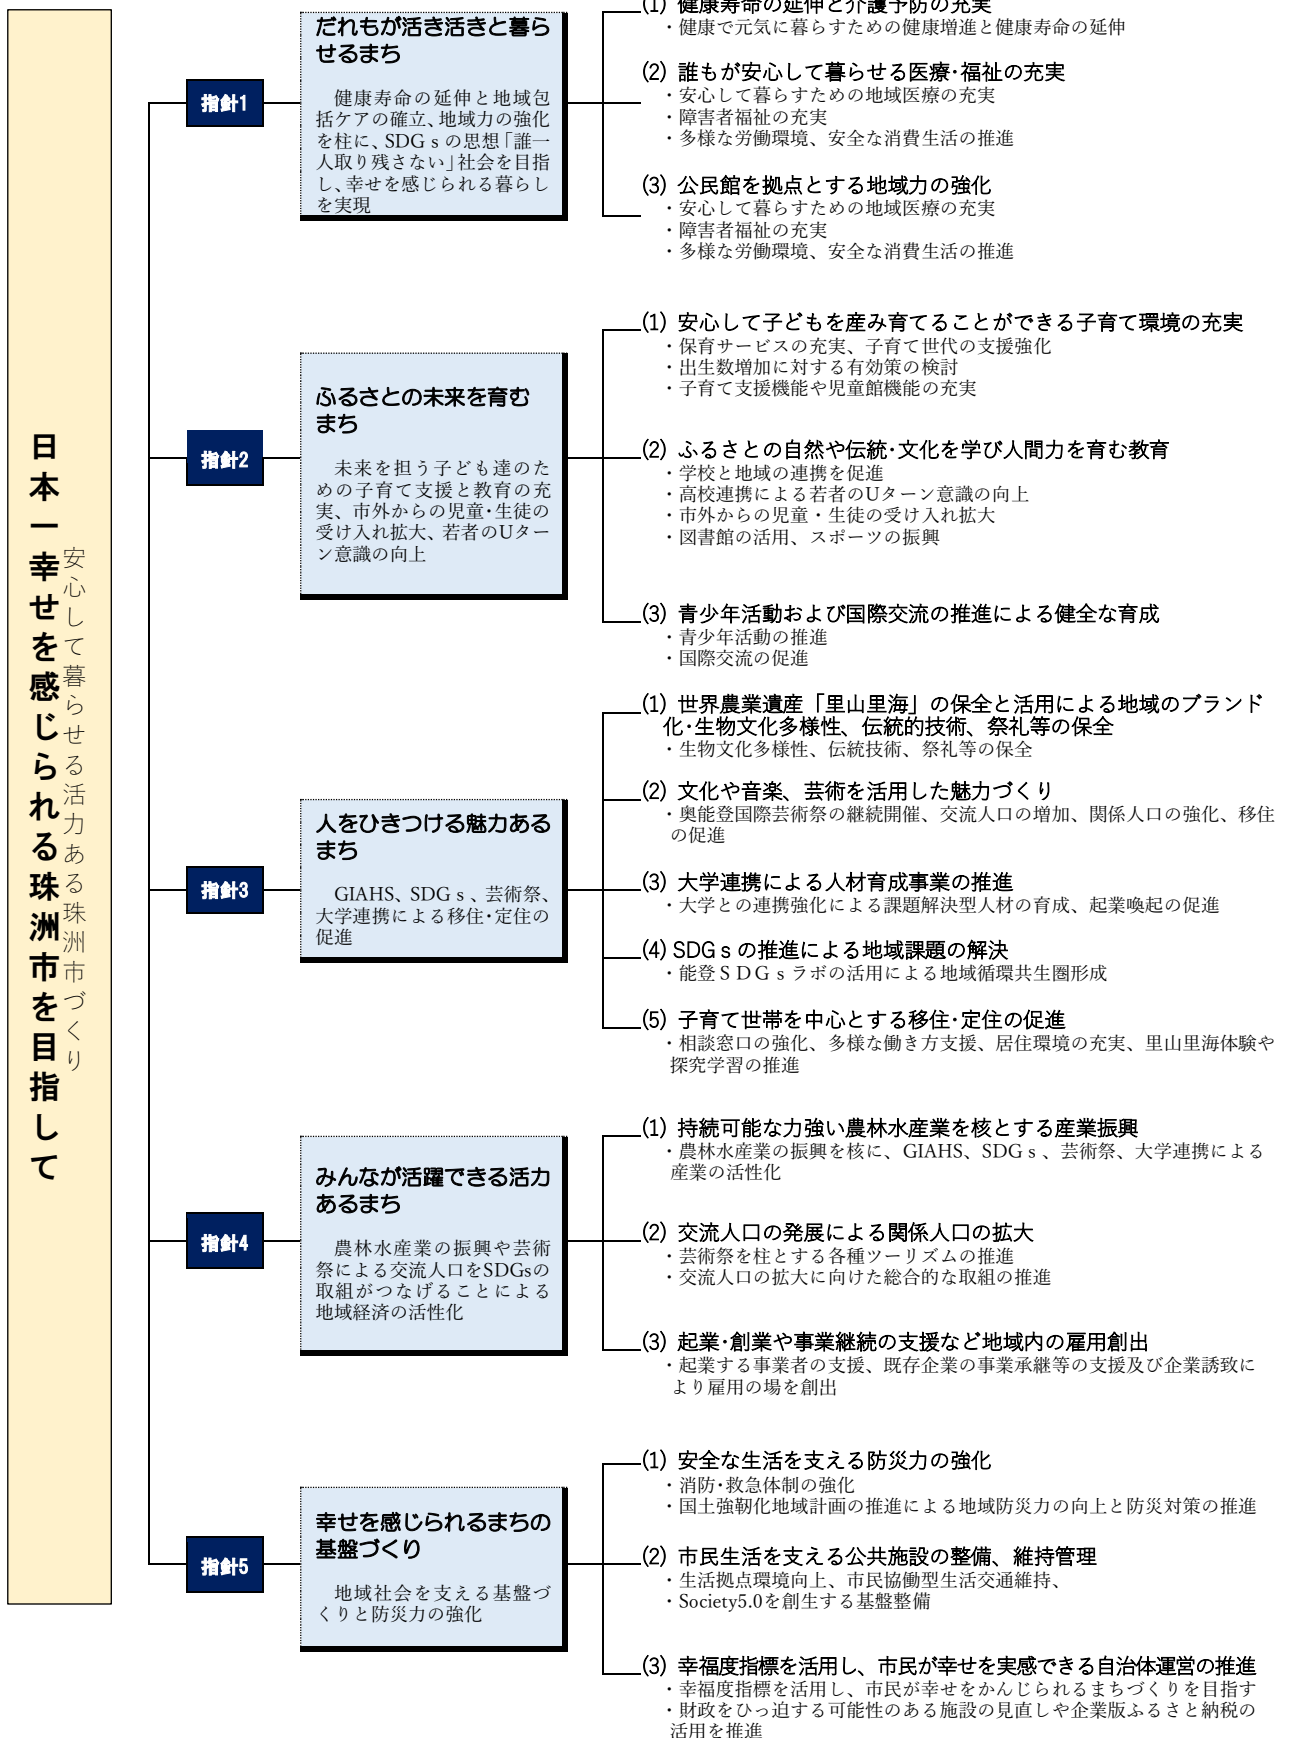 日本一幸せを感じられる珠洲市を目指して
安心して暮らせる活力ある珠洲市づくり
指針1
だれもが活き活きと暮ら
せるまち
健康寿命の延伸と地域包
括ケアの確立、地域力の強化
を柱に、SDGｓの思想「誰一
人取り残さない」社会を目指
し、幸せを感じられる暮らし
を実現
(1) 健康寿命の延伸と介護予防の充実
・健康で元気に暮らすための健康増進と健康寿命の延伸
(2) 誰もが安心して暮らせる医療･福祉の充実
・安心して暮らすための地域医療の充実
・障害者福祉の充実
・多様な労働環境、安全な消費生活の推進
(3) 公民館を拠点とする地域力の強化
・安心して暮らすための地域医療の充実
・障害者福祉の充実
・多様な労働環境、安全な消費生活の推進
指針2
ふるさとの未来を育む
まち
未来を担う子ども達のた
めの子育て支援と教育の充
実、市外からの児童･生徒の
受け入れ拡大、若者のUター
ン意識の向上
(1) 安心して子どもを産み育てることができる子育て環境の充実
・保育サービスの充実、子育て世代の支援強化
・出生数増加に対する有効策の検討
・子育て支援機能や児童館機能の充実
(2) ふるさとの自然や伝統･文化を学び人間力を育む教育
・学校と地域の連携を促進
・高校連携による若者のUターン意識の向上
・市外からの児童・生徒の受け入れ拡大
・図書館の活用、スポーツの振興
(3) 青少年活動および国際交流の推進による健全な育成
・青少年活動の推進
・国際交流の促進
指針3
人をひきつける魅力ある
まち
GIAHS、SDGｓ、芸術祭、
大学連携による移住･定住の
促進
(1) 世界農業遺産「里山里海」の保全と活用による地域のブランド
化･生物文化多様性、伝統的技術、祭礼等の保全
・生物文化多様性、伝統技術、祭礼等の保全
(2) 文化や音楽、芸術を活用した魅力づくり
・奥能登国際芸術祭の継続開催、交流人口の増加、関係人口の強化、移住
の促進
(3) 大学連携による人材育成事業の推進
・大学との連携強化による課題解決型人材の育成、起業喚起の促進
(4) SDGｓの推進による地域課題の解決
・能登ＳＤＧｓラボの活用による地域循環共生圏形成
(5) 子育て世帯を中心とする移住･定住の促進
・相談窓口の強化、多様な働き方支援、居住環境の充実、里山里海体験や
探究学習の推進
指針4
みんなが活躍できる活力
あるまち
農林水産業の振興や芸術
祭による交流人口をSDGsの
取組がつなげることによる
地域経済の活性化
(1) 持続可能な力強い農林水産業を核とする産業振興
・農林水産業の振興を核に、GIAHS、SDGｓ、芸術祭、大学連携による
産業の活性化
(2) 交流人口の発展による関係人口の拡大
・芸術祭を柱とする各種ツーリズムの推進
・交流人口の拡大に向けた総合的な取組の推進
(3) 起業･創業や事業継続の支援など地域内の雇用創出
・起業する事業者の支援、既存企業の事業承継等の支援及び企業誘致に
より雇用の場を創出
指針5
幸せを感じられるまちの
基盤づくり
地域社会を支える基盤づ
くりと防災力の強化
(1) 安全な生活を支える防災力の強化
・消防･救急体制の強化
・国土強靭化地域計画の推進による地域防災力の向上と防災対策の推進
(2) 市民生活を支える公共施設の整備、維持管理
・生活拠点環境向上、市民協働型生活交通維持、
・Society5.0を創生する基盤整備
(3) 幸福度指標を活用し、市民が幸せを実感できる自治体運営の推進
・幸福度指標を活用し、市民が幸せをかんじられるまちづくりを目指す
・財政をひっ迫する可能性のある施設の見直しや企業版ふるさと納税の
活用を推進